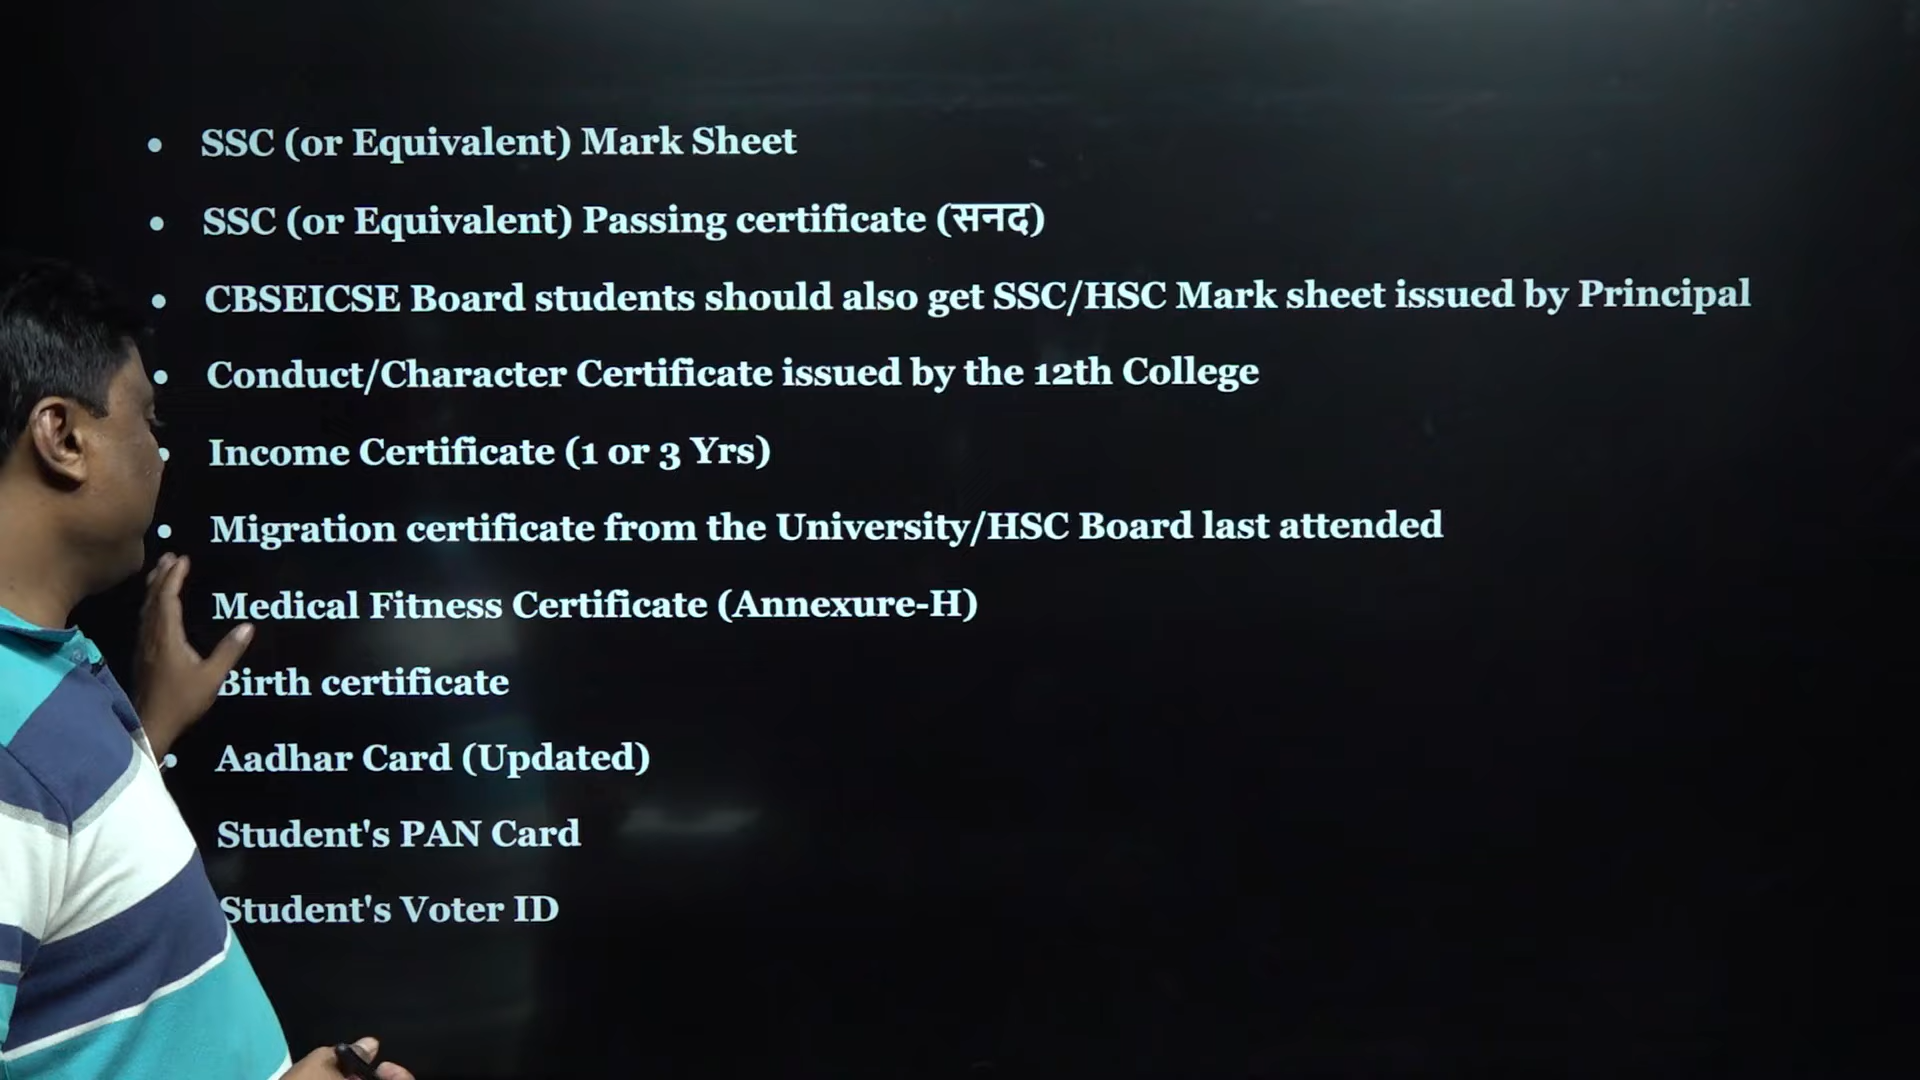 • SSC (or Equivalent) Mark Sheet
• SSC (or Equivalent) Passing certificate (सनद)
• CBSEICSE Board students should also get SSC/HSC Mark sheet issued by Principal
• Conduct/Character Certificate issued by the 12th College
• Income Certificate (1 or 3 Yrs)
• Migration certificate from the University/HSC Board last attended
Medical Fitness Certificate (Annexure-H)
Birth certificate
• Aadhar Card (Updated)
Student's PAN Card
Student's Voter ID